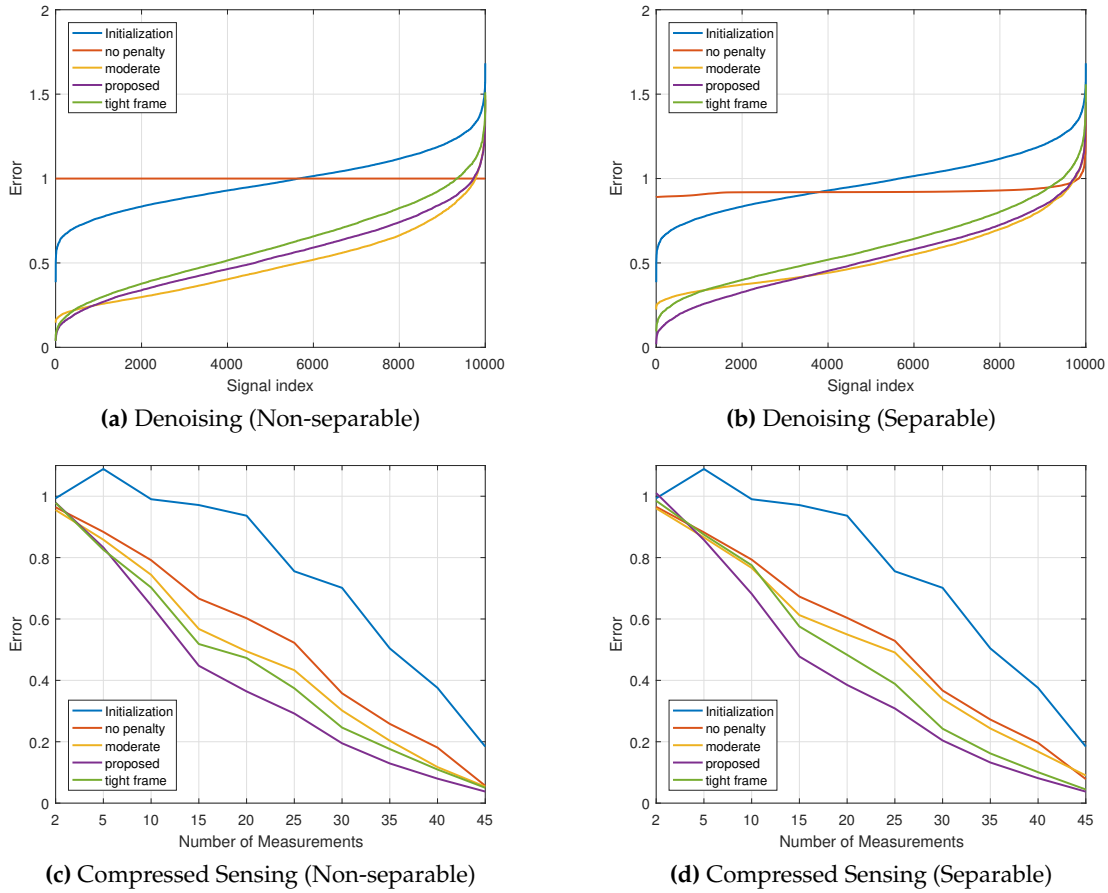 2
1.5
1
0.5
0
Error
Initialization
no penalty
moderate
proposed
tight frame
0 2000 4000 6000 8000 10000
Signal index
(a) Denoising (Non-separable)
2
1.5
1
0.5
0
Error
Initialization
no penalty
moderate
proposed
tight frame
0 2000 4000 6000 8000 10000
Signal index
(b) Denoising (Separable)
1
0.8
0.6
0.4
0.2
0
Error
Initialization
no penalty
moderate
proposed
tight frame
2 5 10 15 20 25 30 35 40 45
Number of Measurements
(c) Compressed Sensing (Non-separable)
1
0.8
0.6
0.4
0.2
0
Error
Initialization
no penalty
moderate
proposed
tight frame
2 5 10 15 20 25 30 35 40 45
Number of Measurements
(d) Compressed Sensing (Separable)